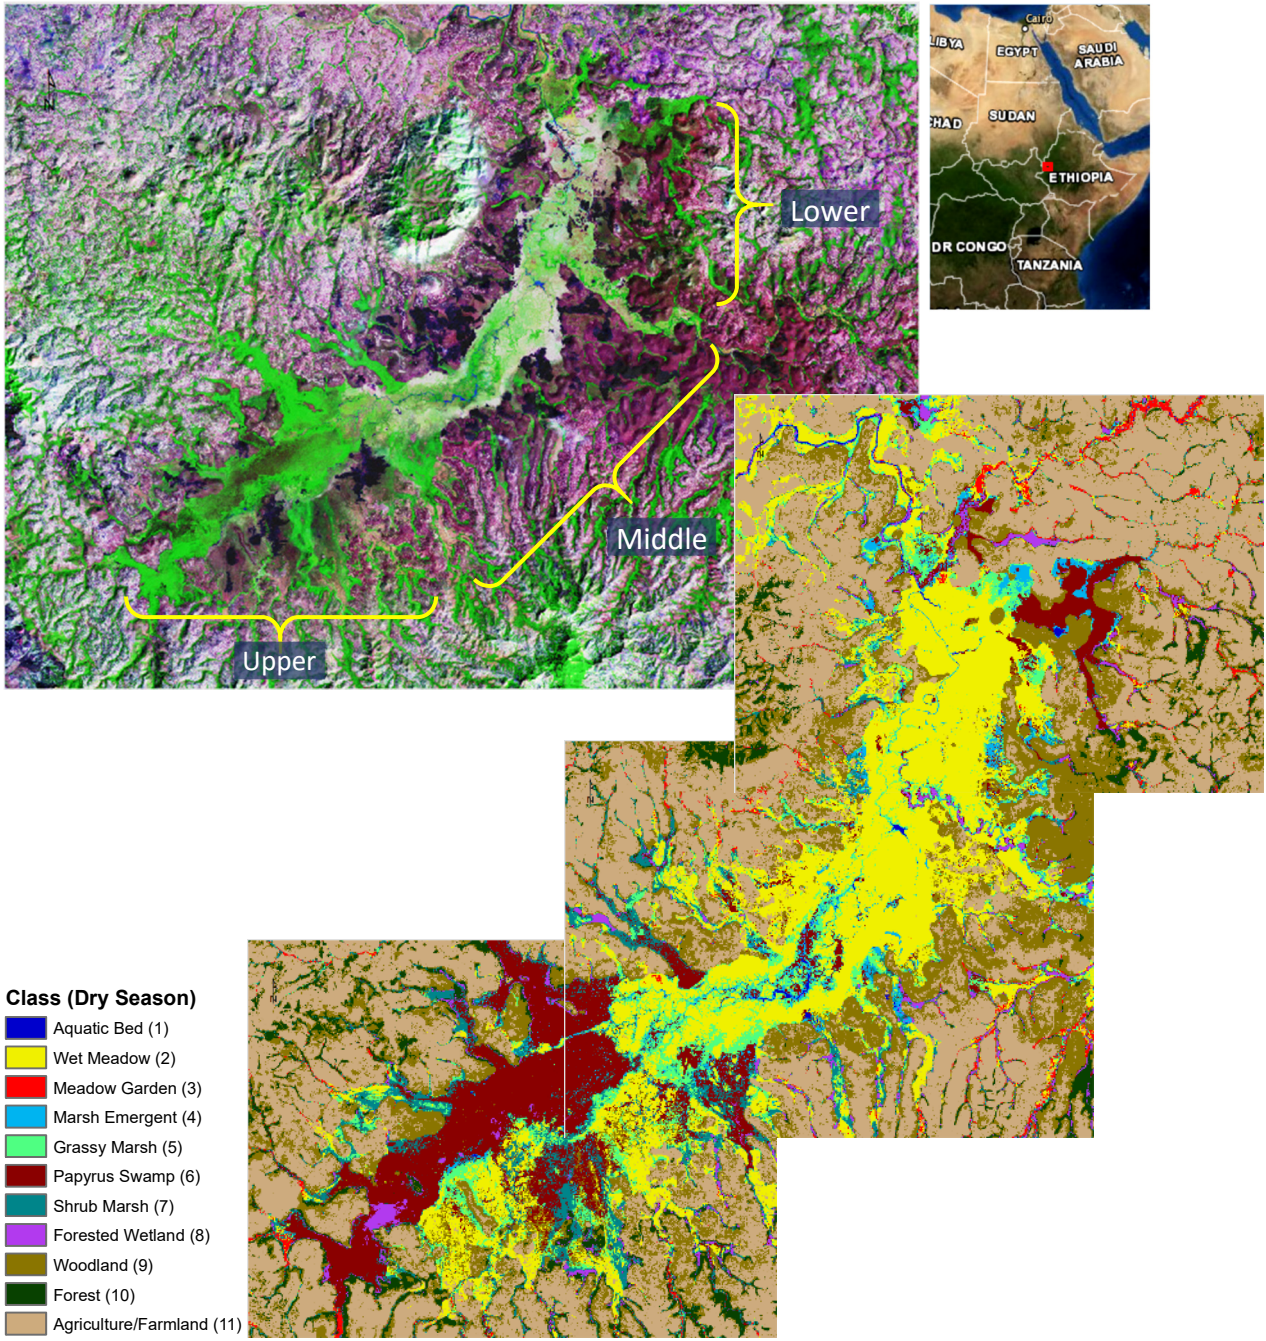 N
Lower
Middle
Upper
Cairo
LIBYA
EGYPT
SAUDI
ARABIA
CHAD
SUDAN
ETHIOPIA
DR CONGO
TANZANIA
Class (Dry Season)
Aquatic Bed (1)
Wet Meadow (2)
Meadow Garden (3)
Marsh Emergent (4)
Grassy Marsh (5)
Papyrus Swamp (6)
Shrub Marsh (7)
Forested Wetland (8)
Woodland (9)
Forest (10)
Agriculture/Farmland (11)